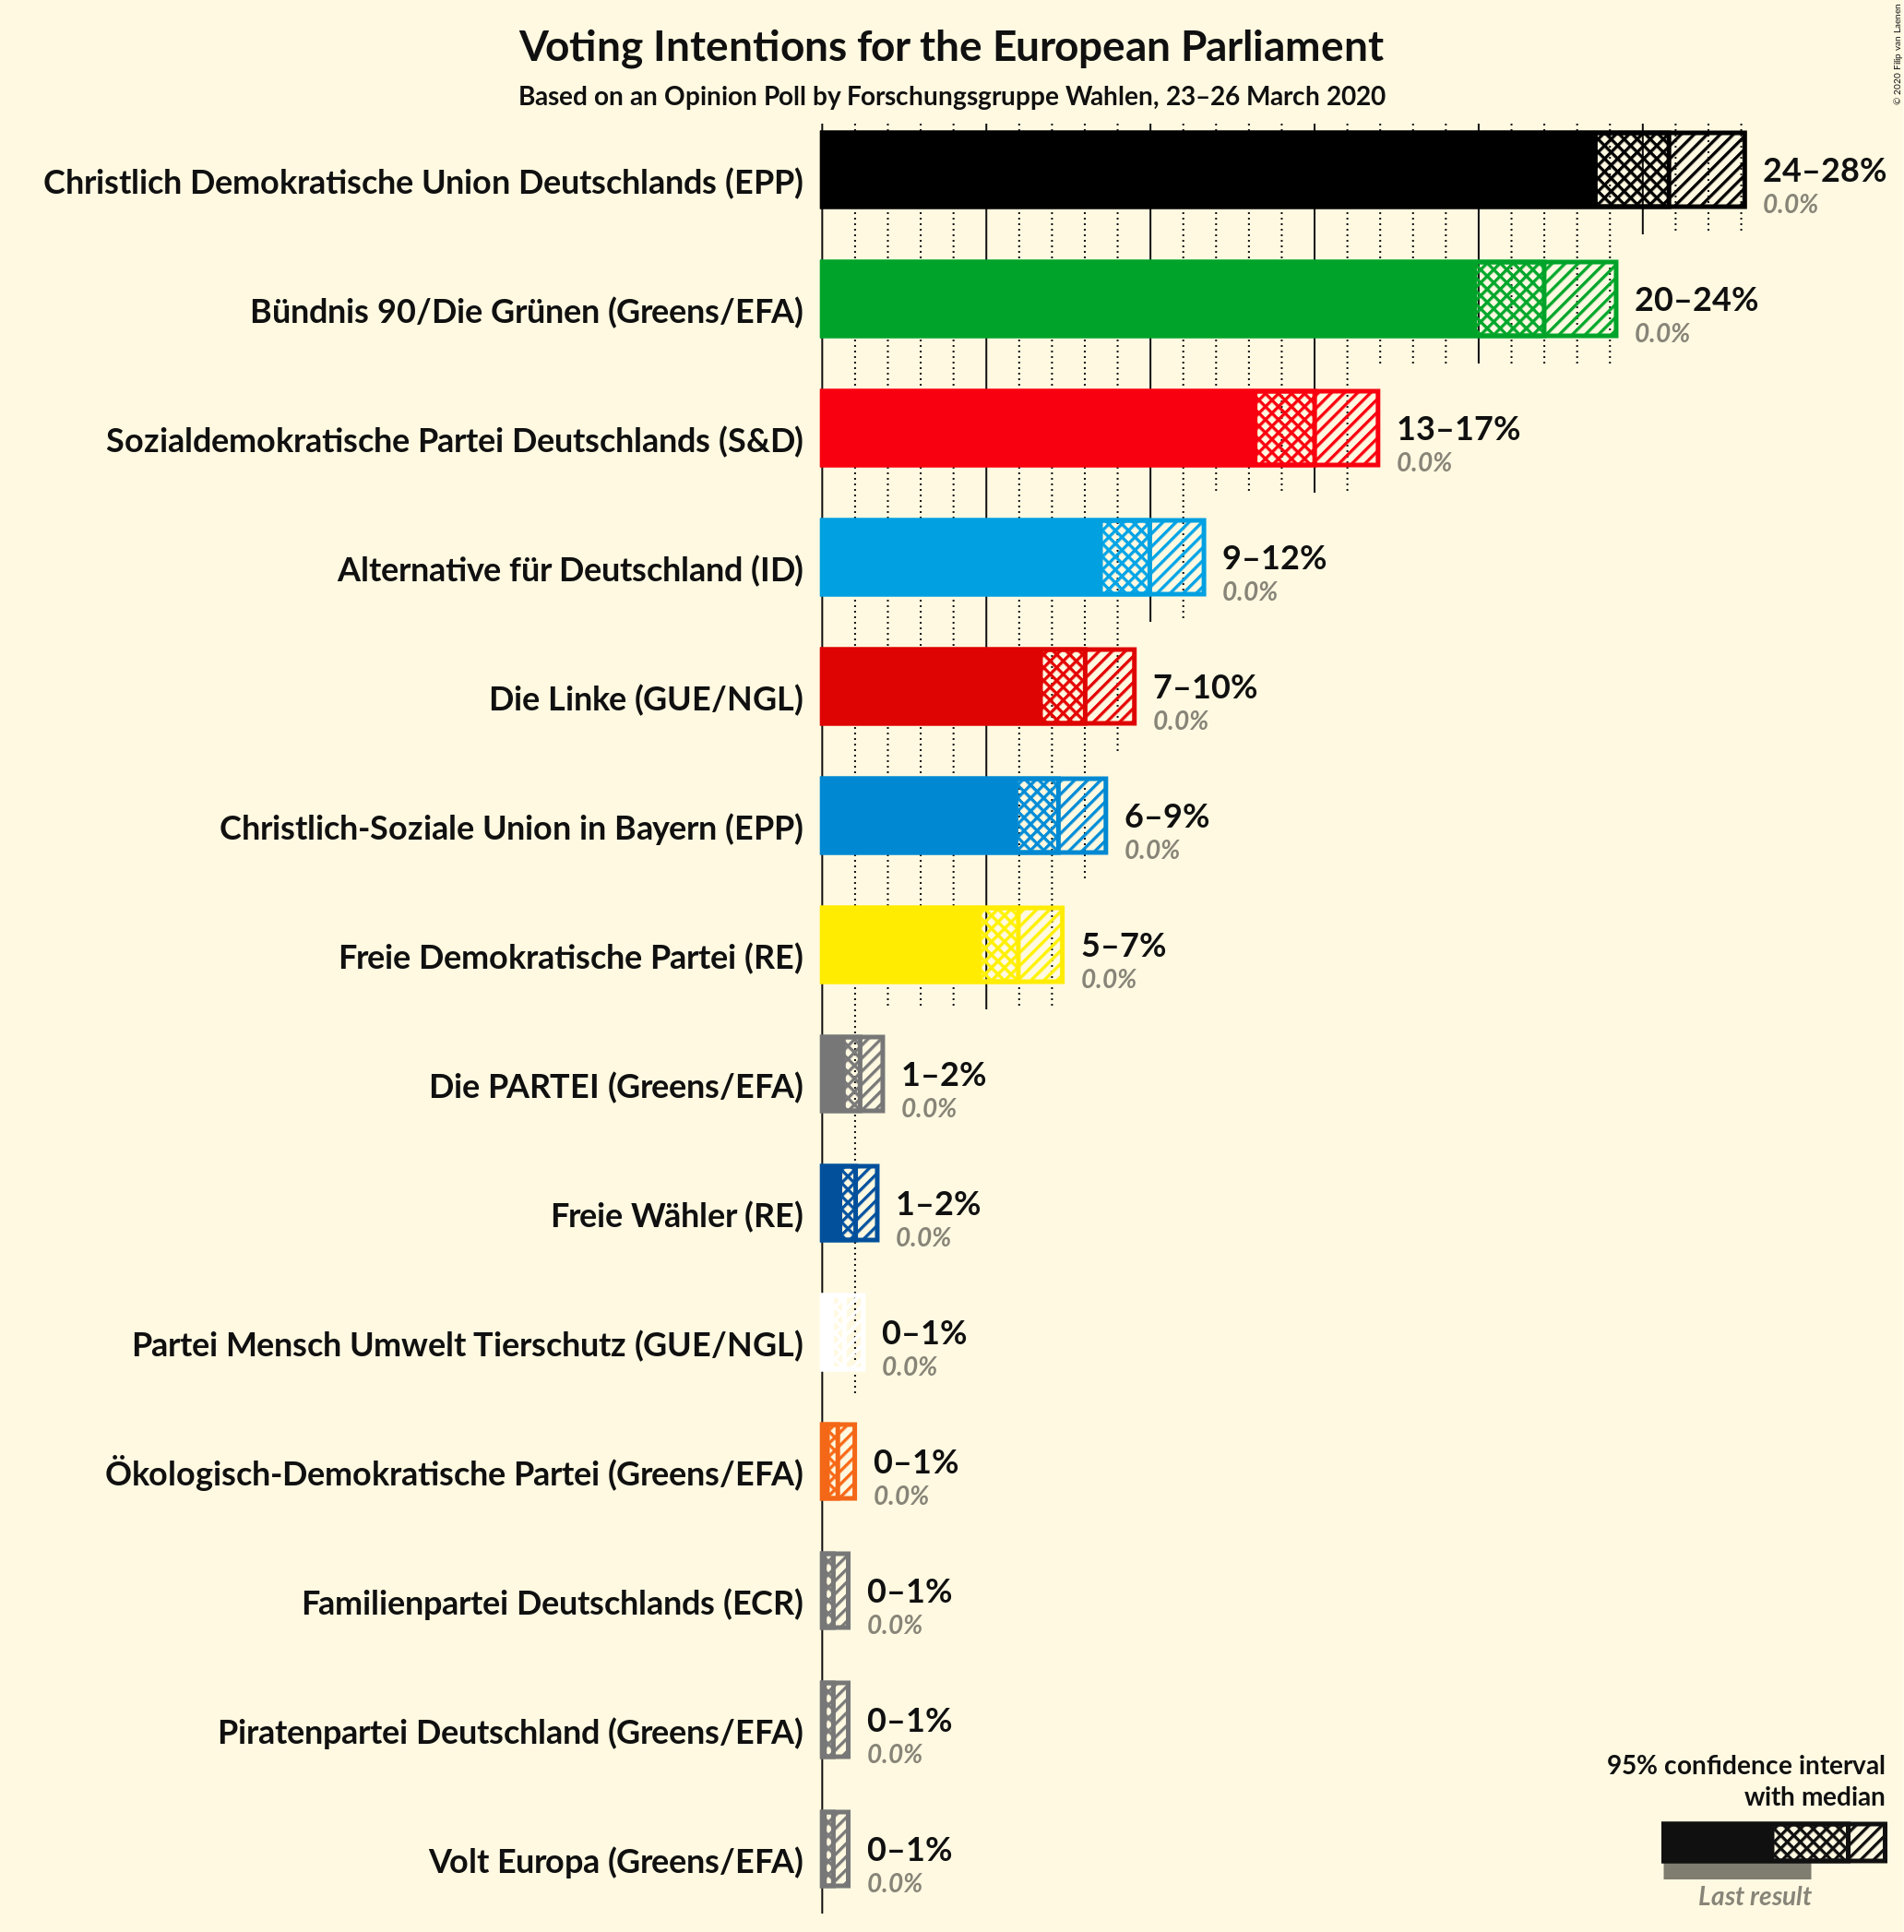 Voting Intentions for the European Parliament
Based on an Opinion Poll by Forschungsgruppe Wahlen, 23–26 March 2020
© 2020 Filip van Laenen
Christlich Demokratische Union Deutschlands (EPP)
24–28%
0.0%
Bündnis 90/Die Grünen (Greens/EFA)
20–24%
0.0%
Sozialdemokratische Partei Deutschlands (S&D)
13–17%
0.0%
Alternative für Deutschland (ID)
9–12%
0.0%
Die Linke (GUE/NGL)
7–10%
0.0%
Christlich-Soziale Union in Bayern (EPP)
6–9%
0.0%
Freie Demokratische Partei (RE)
5–7%
0.0%
Die PARTEI (Greens/EFA)
1–2%
0.0%
Freie Wähler (RE)
1–2%
0.0%
Partei Mensch Umwelt Tierschutz (GUE/NGL)
0–1%
0.0%
Ökologisch-Demokratische Partei (Greens/EFA)
0–1%
0.0%
Familienpartei Deutschlands (ECR)
0–1%
0.0%
Piratenpartei Deutschland (Greens/EFA)
0–1%
0.0%
Volt Europa (Greens/EFA)
0–1%
0.0%
95% confidence interval
with median
Last result